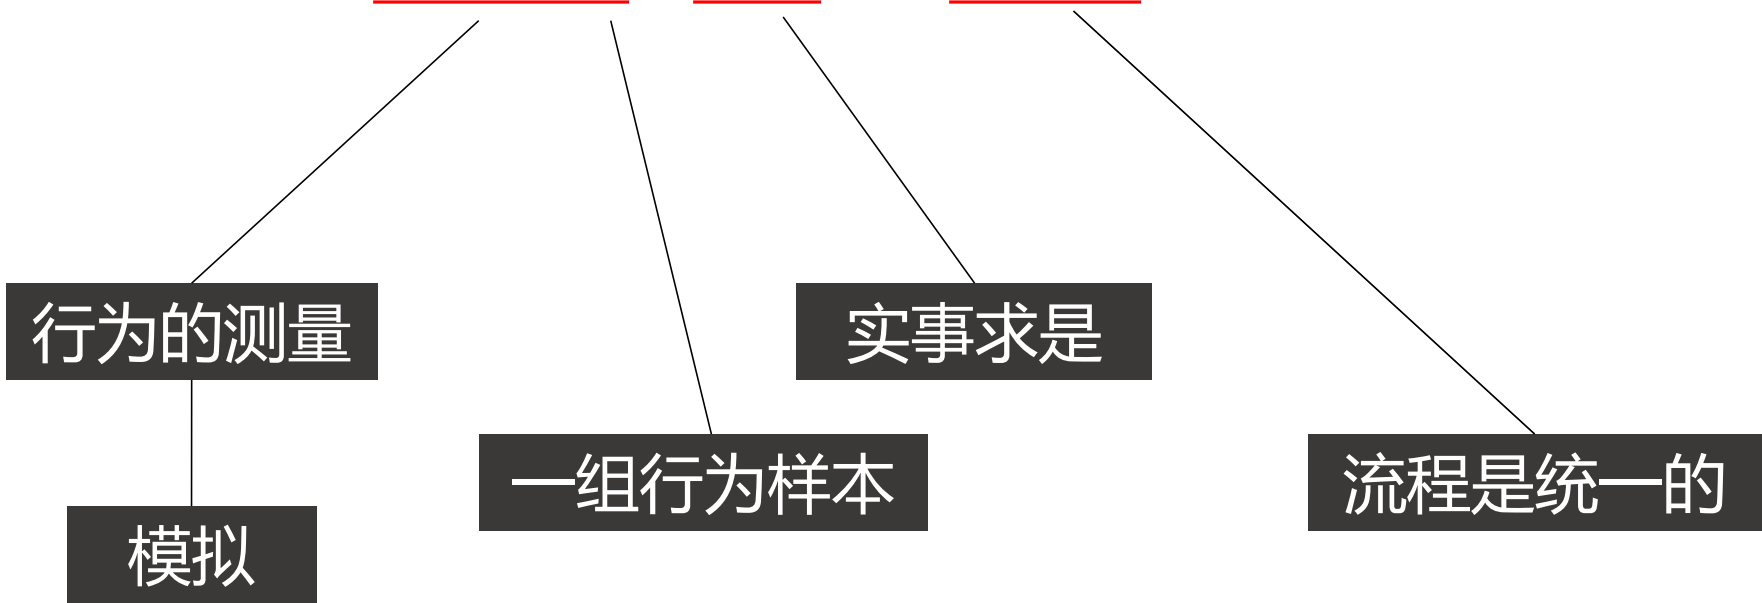 行为的测量
实事求是
一组行为样本
流程是统一的
模拟